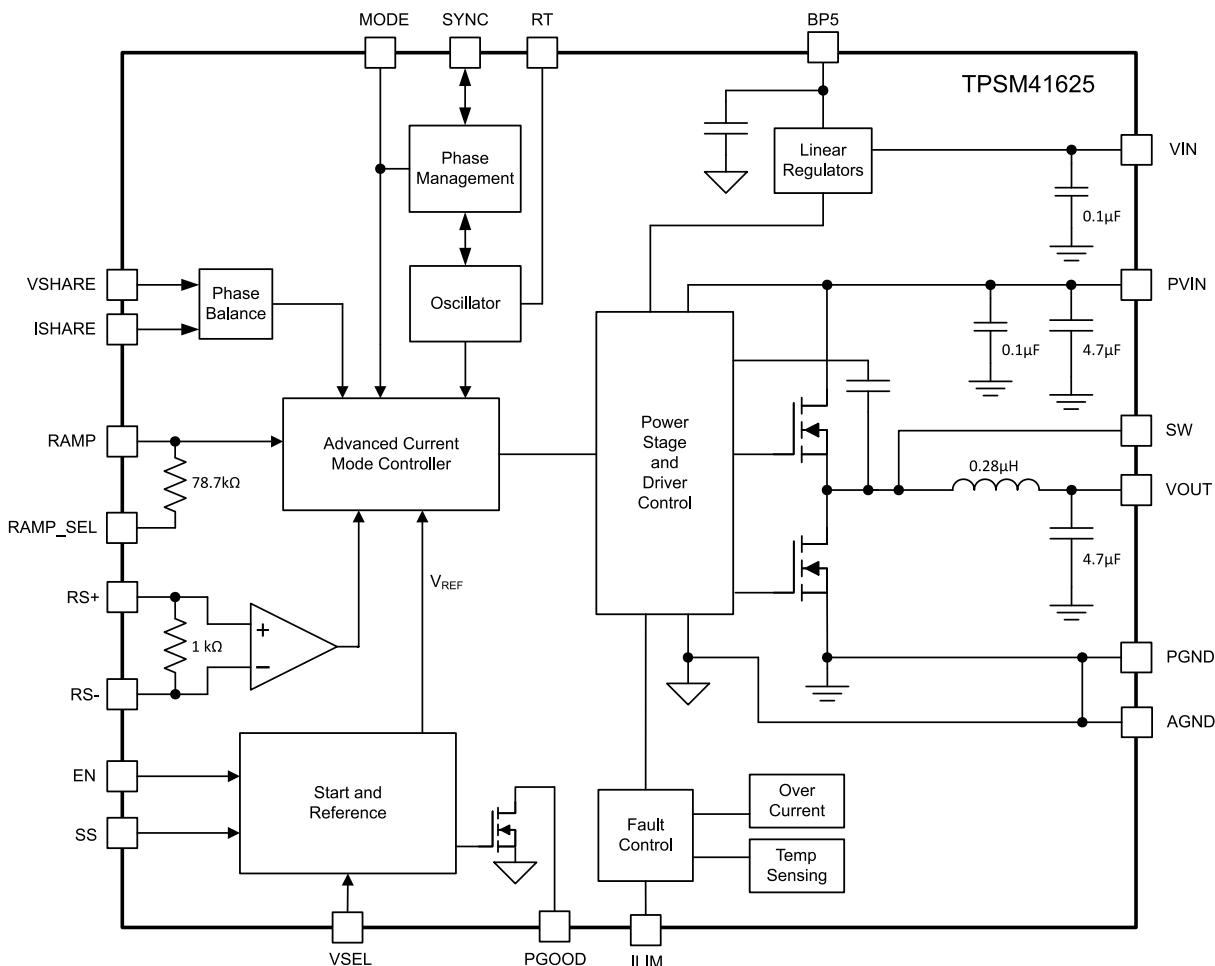 MODE
SYNC
RT
BP5
TPSM41625
Phase
Management
Linear
Regulators
VIN
0.1µF
VSHARE
ISHARE
Phase
Balance
Oscillator
PVIN
0.1µF
4.7µF
RAMP
RAMP_SEL
78.7kΩ
Advanced Current
Mode Controller
Power
Stage
and
Driver
Control
SW
0.28µH
VOUT
4.7µF
RS+
RS-
1 kΩ
+
−
VREF
PGND
AGND
EN
SS
Start and
Reference
Fault
Control
Over
Current
Temp
Sensing
VSEL
PGOOD
ILIM